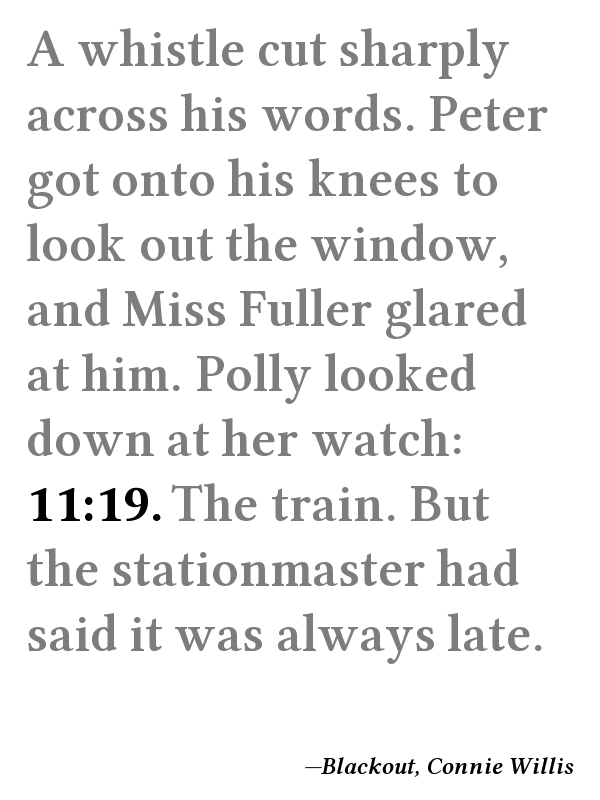 A whistle cut sharply
across his words. Peter
got onto his knees to
look out the window,
and Miss Fuller glared
at him. Polly looked
down at her watch:
11:19. The train. But
the stationmaster had
said it was always late.
—Blackout, Connie Willis